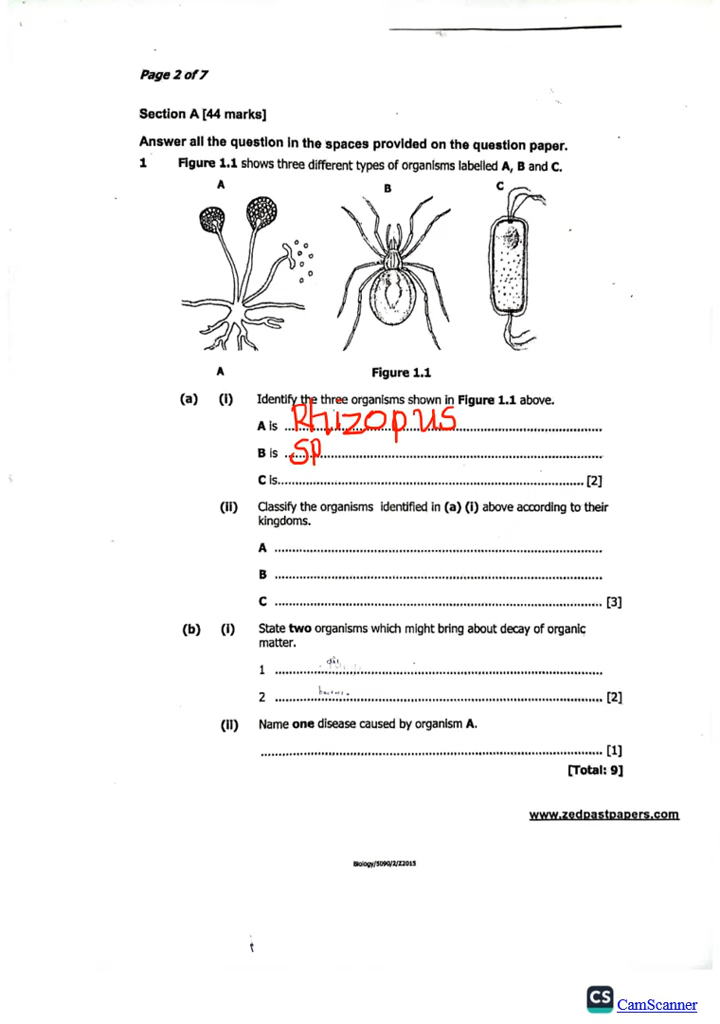 Page 2 of 7
Section A [44 marks]
Answer all the question in the spaces provided on the question paper.
1 Figure 1.1 shows three different types of organisms labelled A, B and C.
A B C
A Figure 1.1
(a) (i) Identify the three organisms shown in Figure 1.1 above.
A is Rhizopus
B is Sp
C is.................................................................................... [2]
(ii) Classify the organisms identified in (a) (i) above according to their
kingdoms.
A ....................................................................................
B ....................................................................................
C .................................................................................... [3]
(b) (i) State two organisms which might bring about decay of organic
matter.
1 ....................................................................................
2 .................................................................................... [2]
(ii) Name one disease caused by organism A.
.................................................................................... [1]
[Total: 9]
www.zedpastpapers.com
Biology/5090/2/Z2015
CS CamScanner